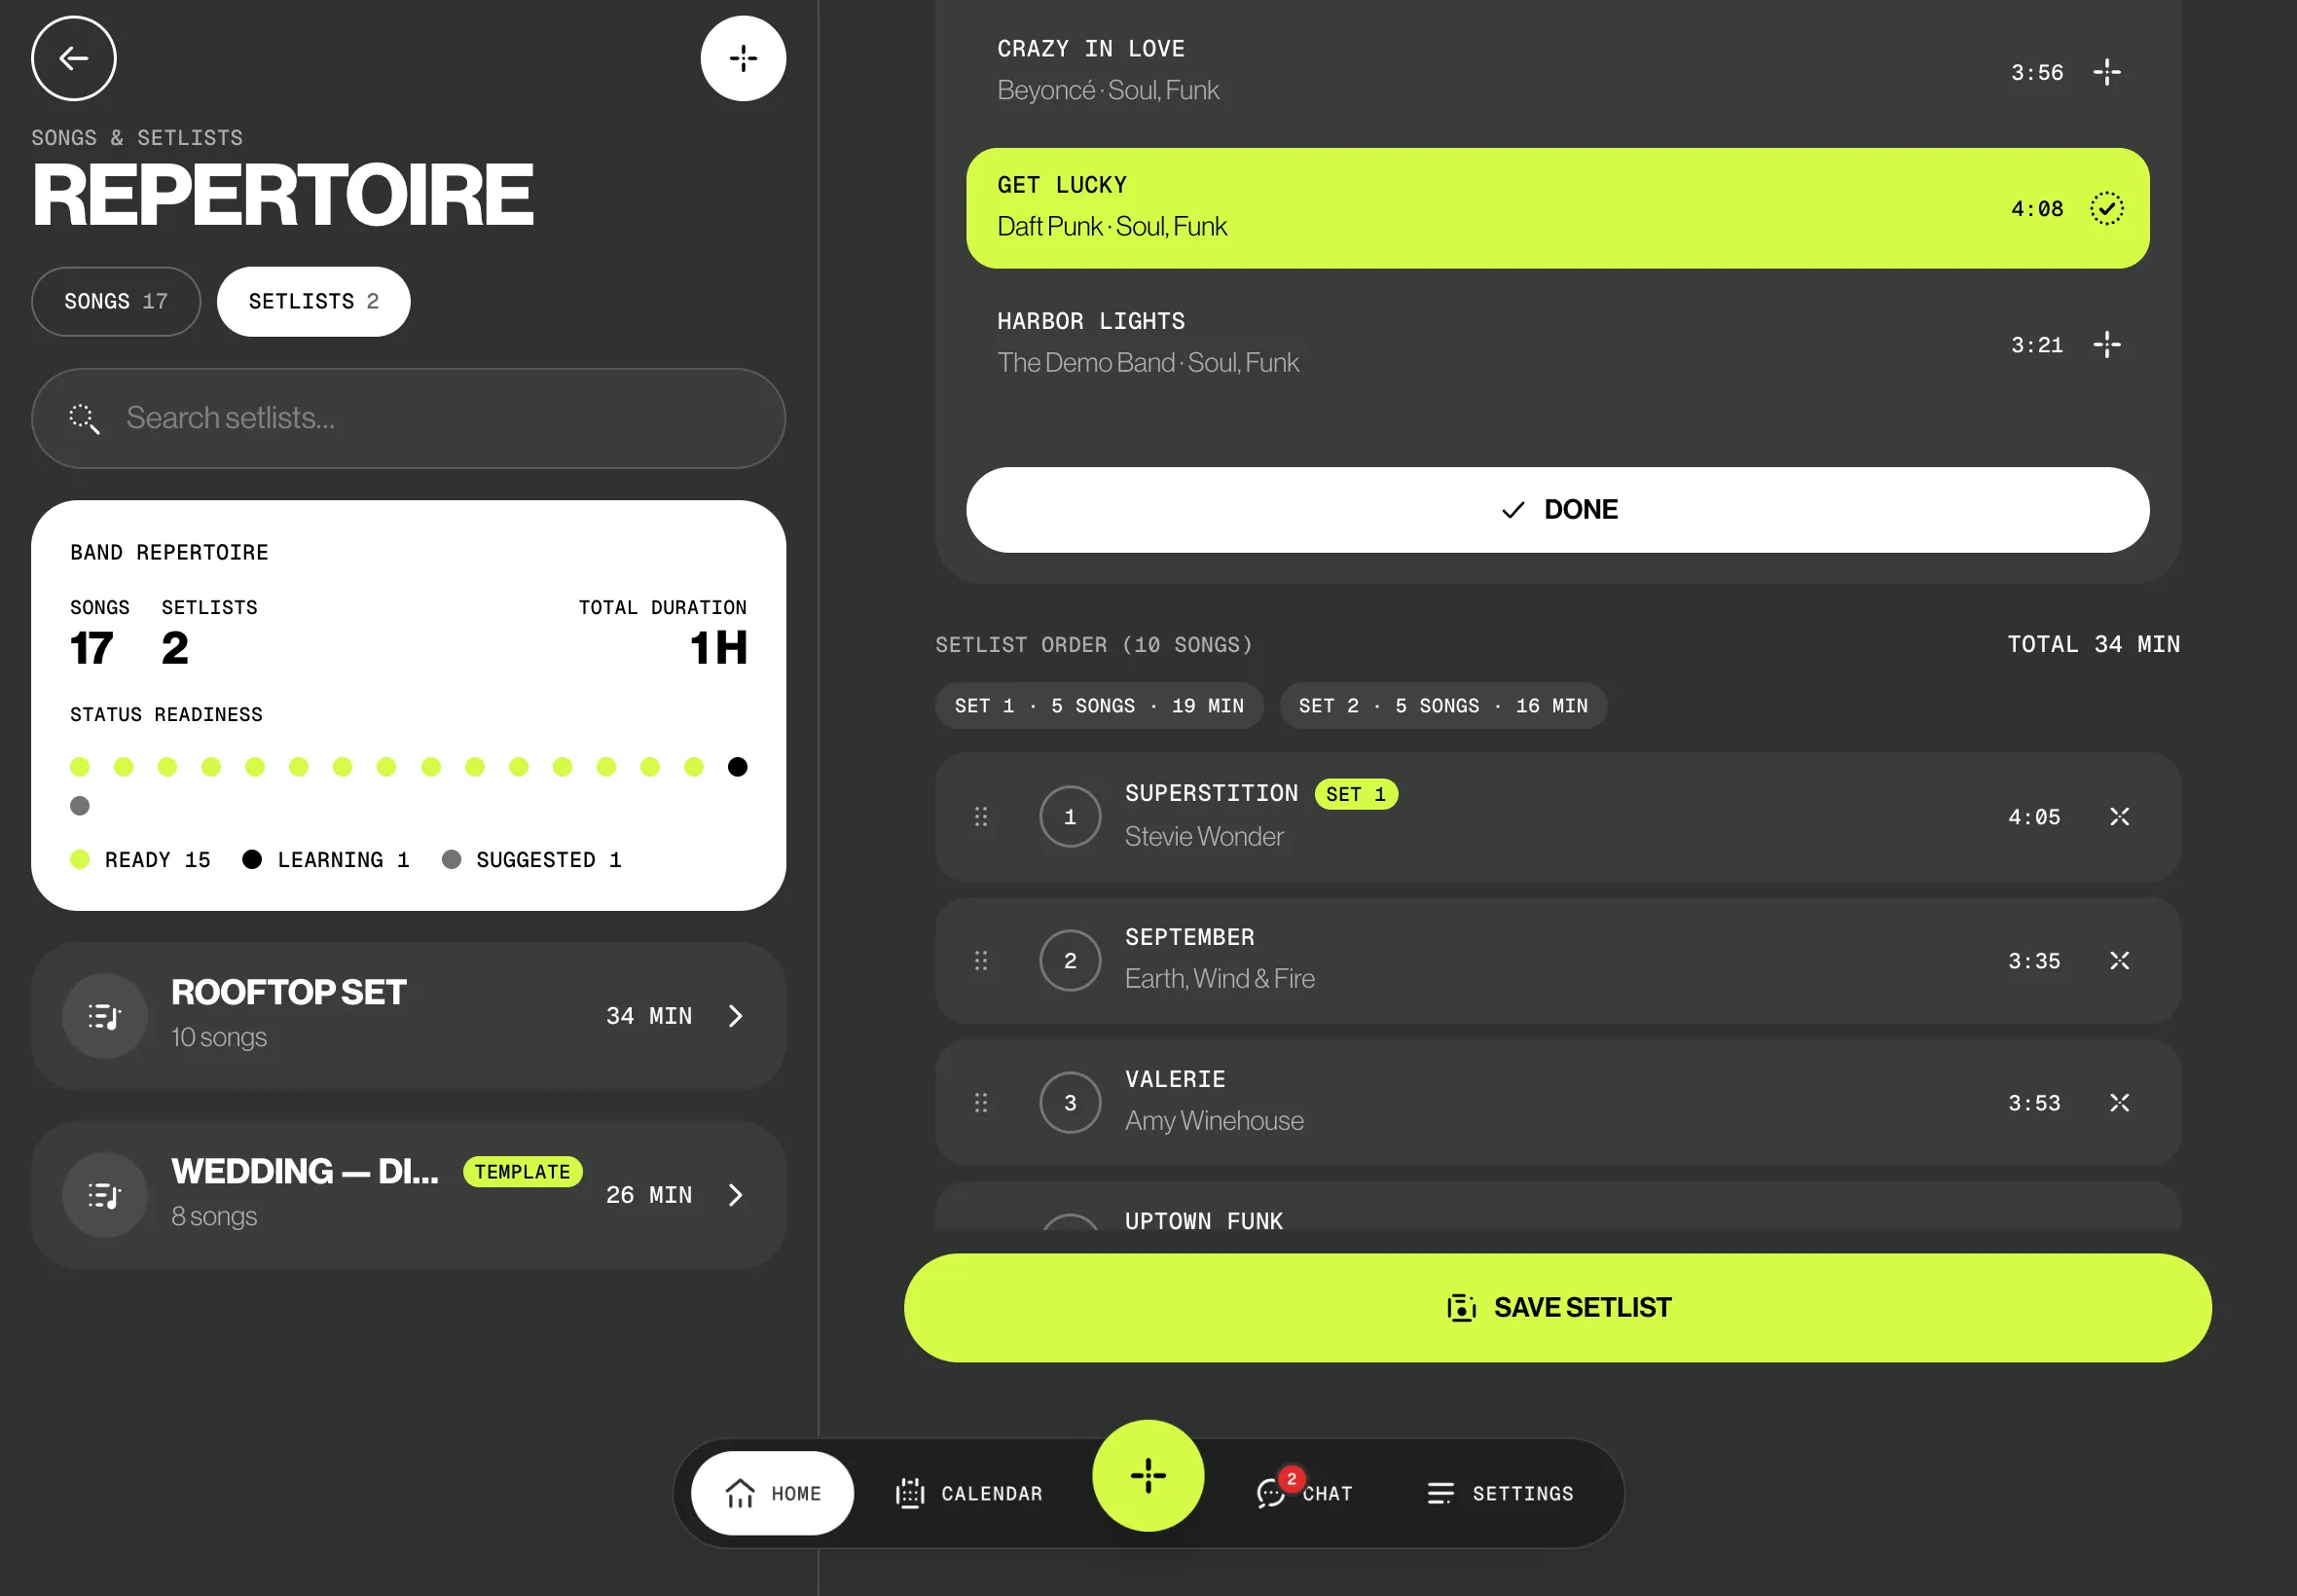 SONGS & SETLISTS
REPERTOIRE
SONGS 17
SETLISTS 2
Search setlists...
BAND REPERTOIRE
SONGS SETLISTS TOTAL DURATION
17 2 1H
STATUS READINESS
READY 15 LEARNING 1 SUGGESTED 1
ROOFTOP SET
10 songs
34 MIN
WEDDING — DI... TEMPLATE
8 songs
26 MIN
CRAZY IN LOVE
Beyoncé · Soul, Funk
3:56
GET LUCKY
Daft Punk · Soul, Funk
4:08
HARBOR LIGHTS
The Demo Band · Soul, Funk
3:21
DONE
SETLIST ORDER (10 SONGS) TOTAL 34 MIN
SET 1 · 5 SONGS · 19 MIN SET 2 · 5 SONGS · 16 MIN
1 SUPERSTITION SET 1
Stevie Wonder
4:05
2 SEPTEMBER
Earth, Wind & Fire
3:35
3 VALERIE
Amy Winehouse
3:53
UPTOWN FUNK
SAVE SETLIST
HOME CALENDAR 2 CHAT SETTINGS